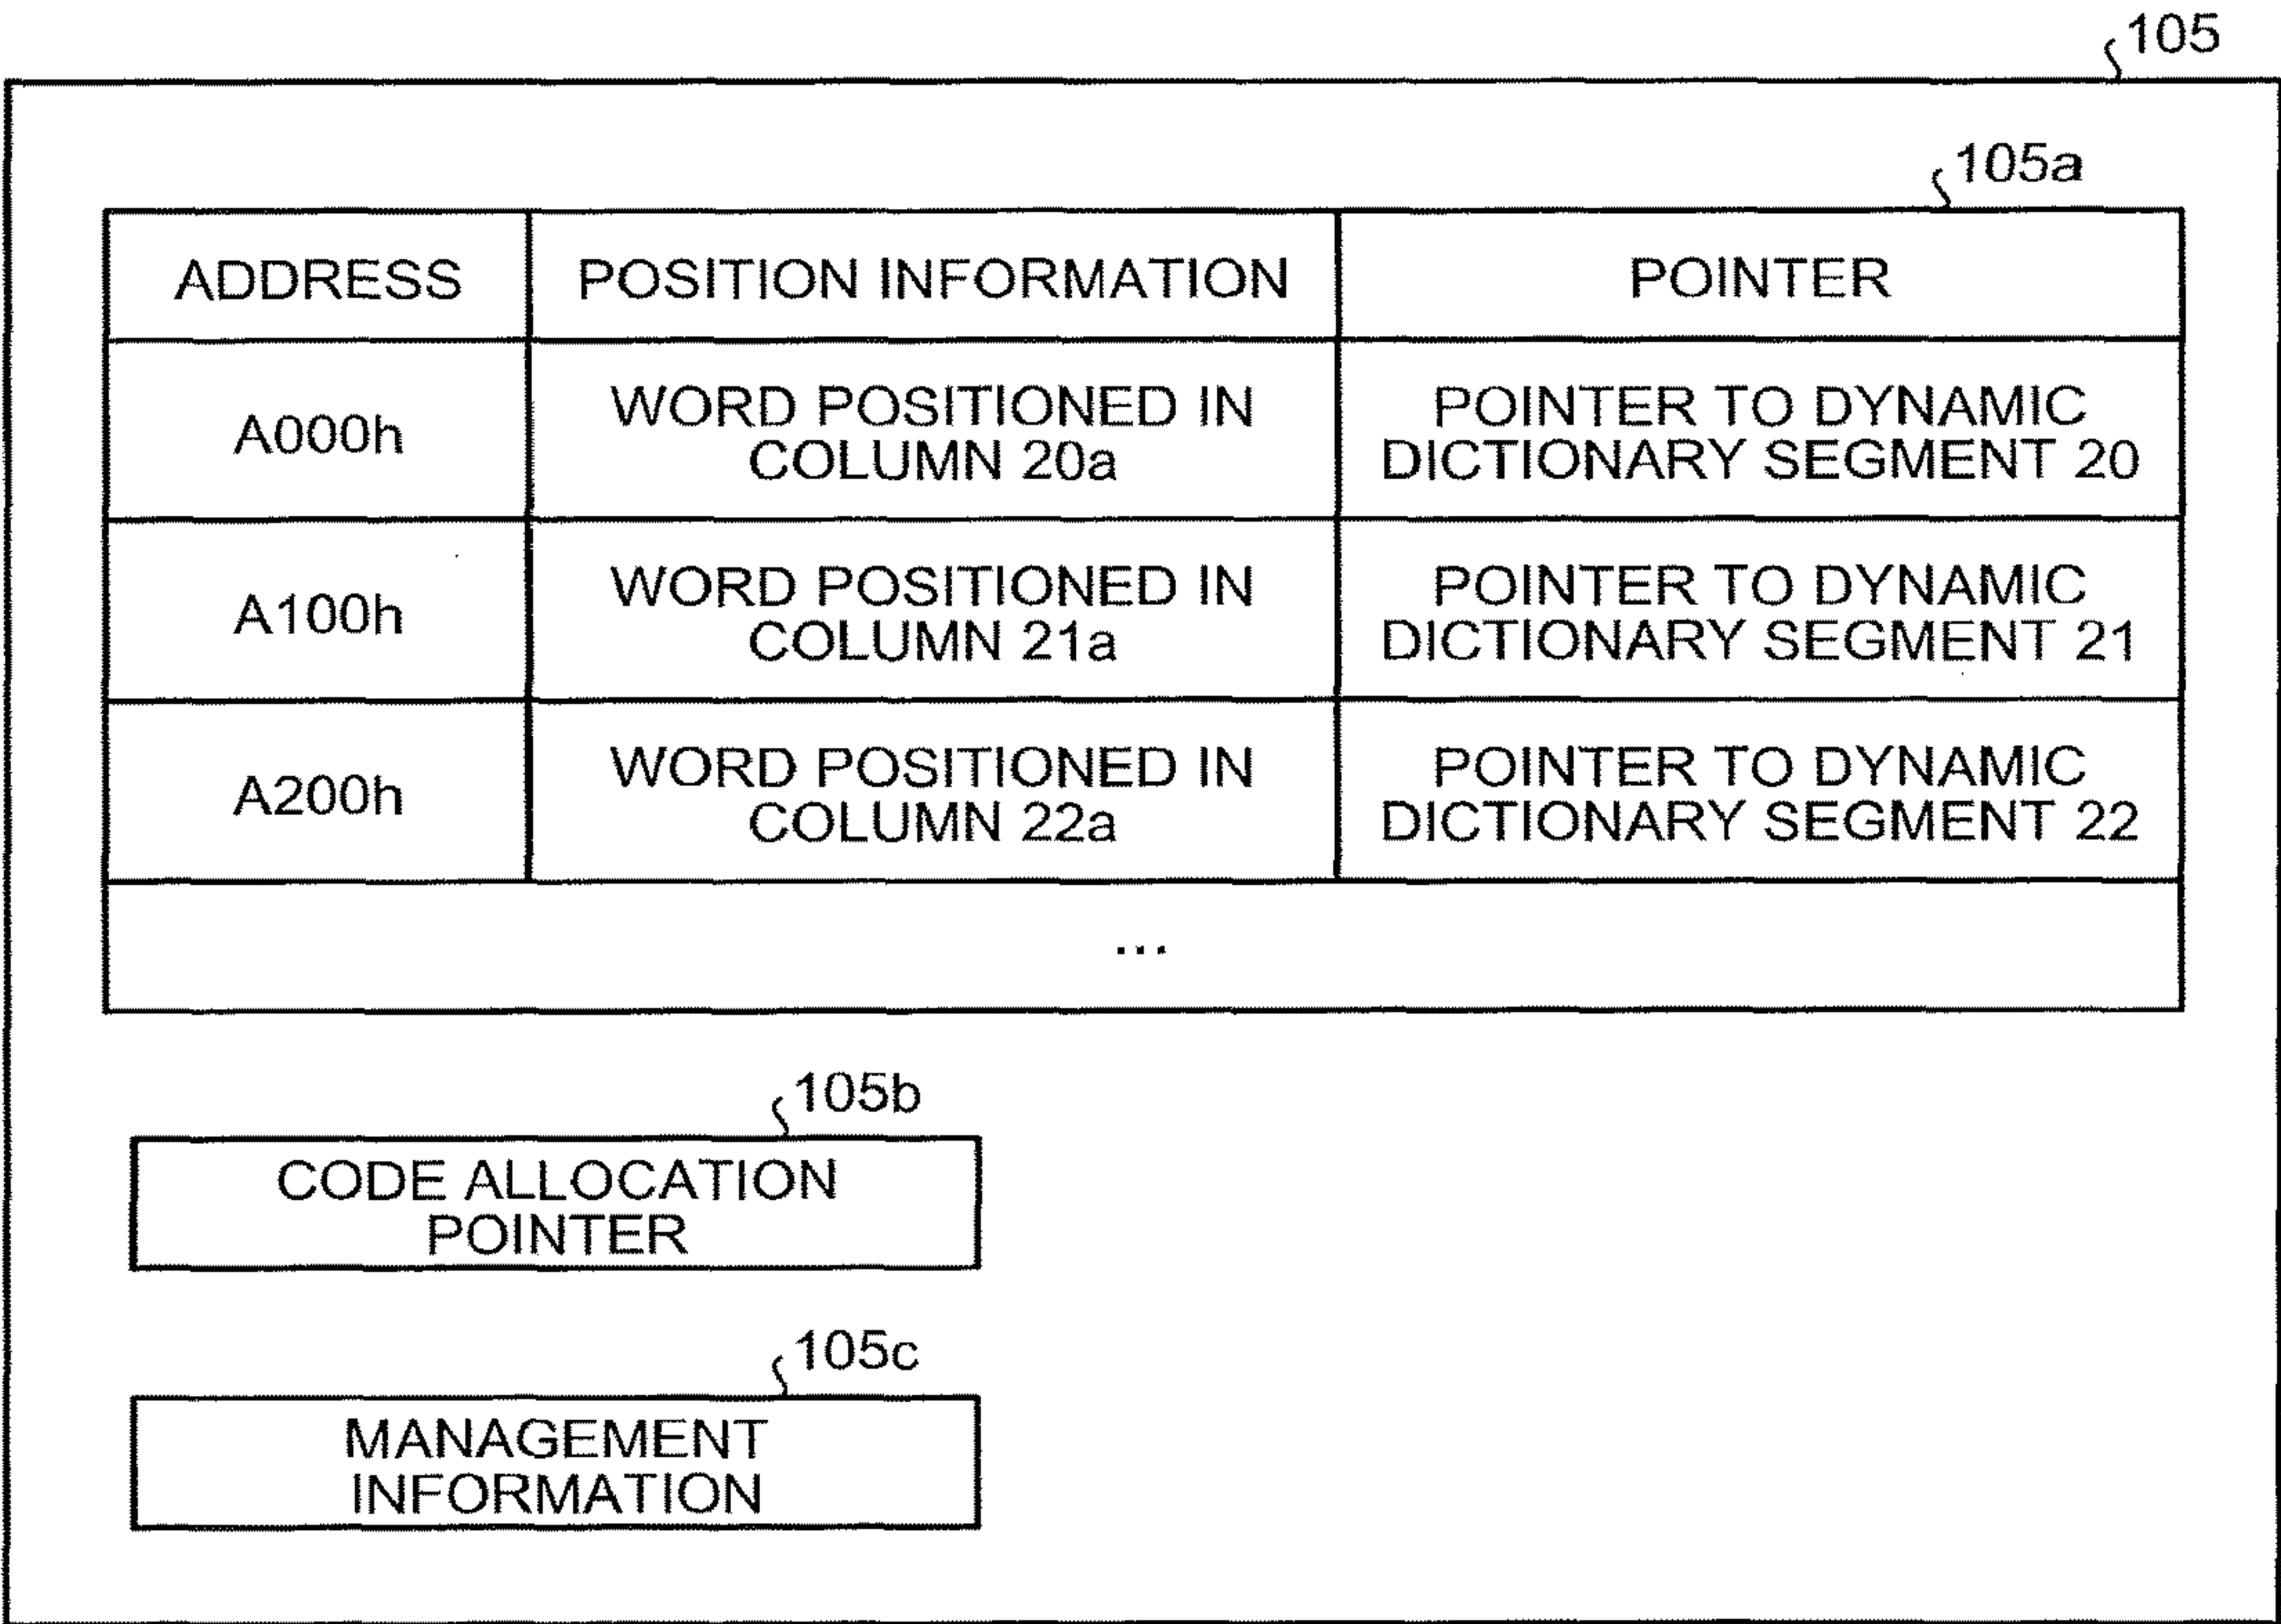 105
105a
ADDRESS POSITION INFORMATION POINTER
A000h WORD POSITIONED IN COLUMN 20a POINTER TO DYNAMIC DICTIONARY SEGMENT 20
A100h WORD POSITIONED IN COLUMN 21a POINTER TO DYNAMIC DICTIONARY SEGMENT 21
A200h WORD POSITIONED IN COLUMN 22a POINTER TO DYNAMIC DICTIONARY SEGMENT 22
...
105b
CODE ALLOCATION
POINTER
105c
MANAGEMENT
INFORMATION